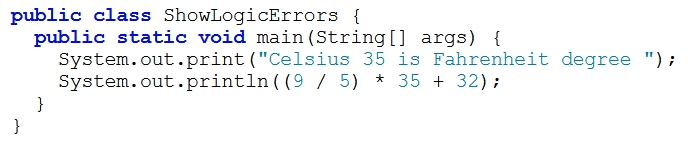 public class ShowLogicErrors {
  public static void main(String[] args) {
    System.out.print("Celsius 35 is Fahrenheit degree ");
    System.out.println((9 / 5) * 35 + 32);
  }
}